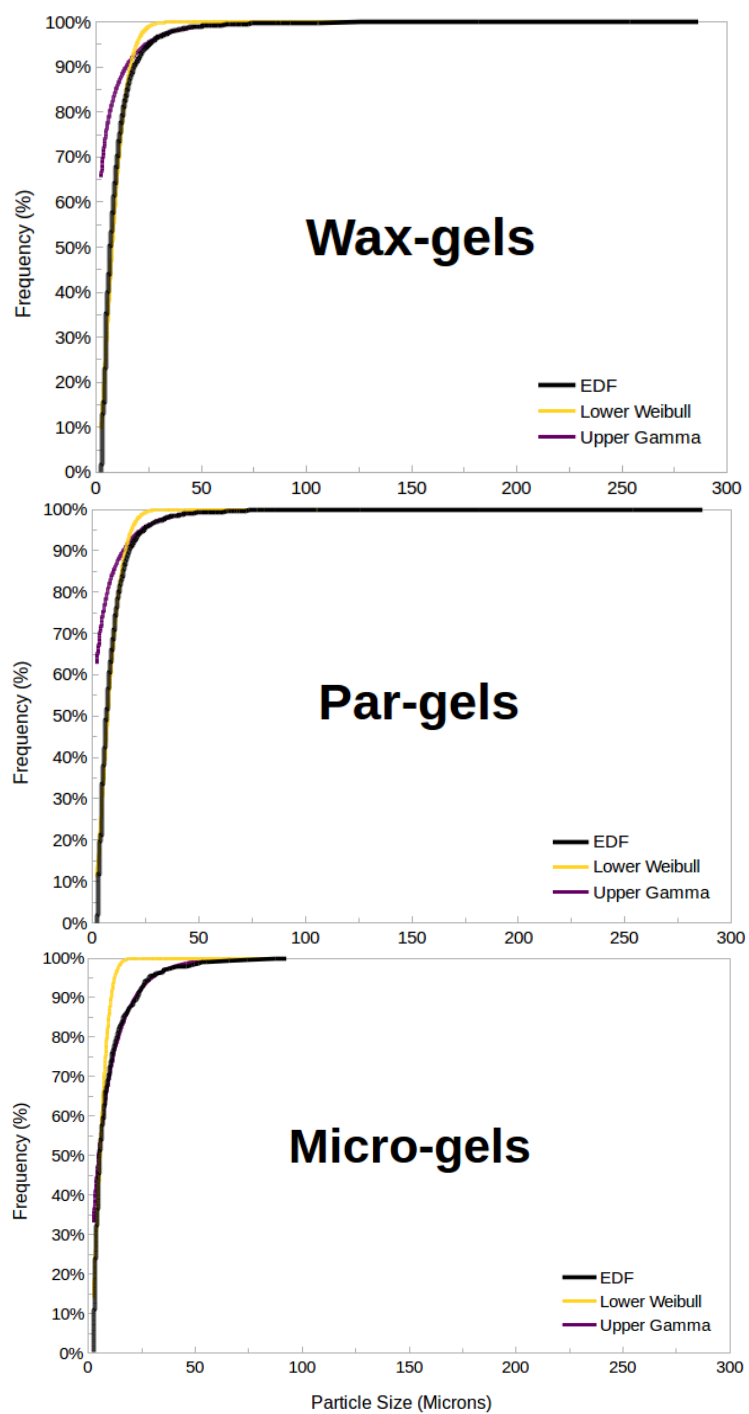 100%
90%
80%
70%
60%
50%
40%
30%
20%
10%
0%
Frequency (%)
Wax-gels
EDF
Lower Weibull
Upper Gamma
0 50 100 150 200 250 300
100%
90%
80%
70%
60%
50%
40%
30%
20%
10%
0%
Frequency (%)
Par-gels
EDF
Lower Weibull
Upper Gamma
0 50 100 150 200 250 300
100%
90%
80%
70%
60%
50%
40%
30%
20%
10%
0%
Frequency (%)
Micro-gels
EDF
Lower Weibull
Upper Gamma
0 50 100 150 200 250 300
Particle Size (Microns)